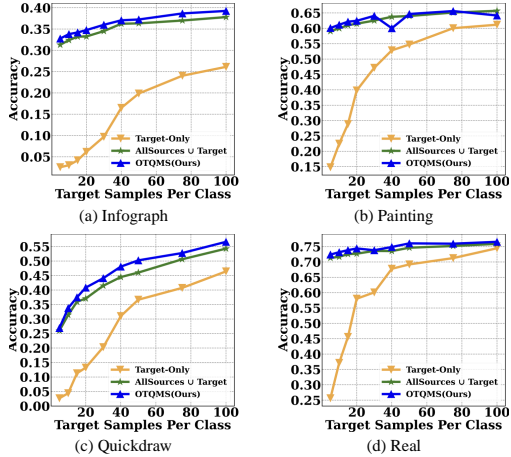 0.40
0.35
0.30
0.25
0.20
0.15
0.10
0.05
Accuracy
Target-Only
AllSources ∪ Target
OTQMS(Ours)
20 40 60 80 100
Target Samples Per Class
(a) Infograph
0.65
0.60
0.55
0.50
0.45
0.40
0.35
0.30
0.25
0.20
0.15
Accuracy
Target-Only
AllSources ∪ Target
OTQMS(Ours)
20 40 60 80 100
Target Samples Per Class
(b) Painting
0.55
0.50
0.45
0.40
0.35
0.30
0.25
0.20
0.15
0.10
0.05
0.00
Accuracy
Target-Only
AllSources ∪ Target
OTQMS(Ours)
20 40 60 80 100
Target Samples Per Class
(c) Quickdraw
0.75
0.70
0.65
0.60
0.55
0.50
0.45
0.40
0.35
0.30
0.25
Accuracy
Target-Only
AllSources ∪ Target
OTQMS(Ours)
20 40 60 80 100
Target Samples Per Class
(d) Real